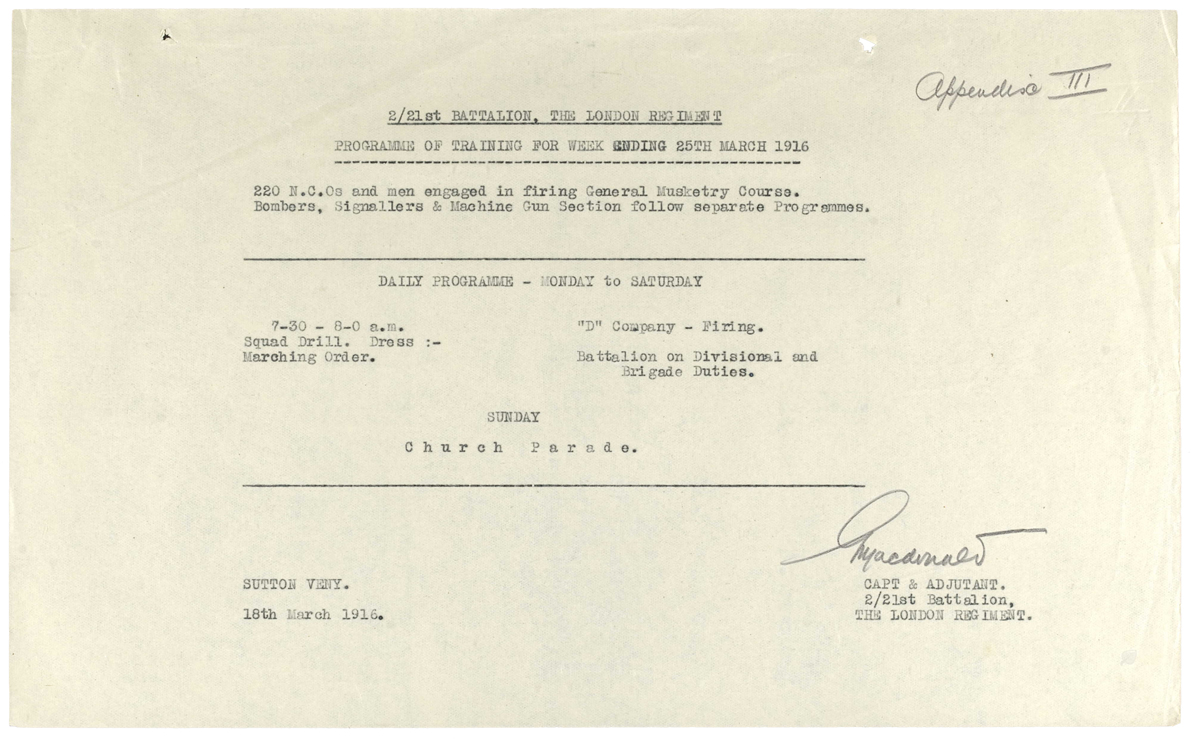 Appendix III
2/21st BATTALION, THE LONDON REGIMENT
PROGRAMME OF TRAINING FOR WEEK ENDING 25TH MARCH 1916
220 N.C.Os and men engaged in firing General Musketry Course.
Bombers, Signallers & Machine Gun Section follow separate Programmes.
DAILY PROGRAMME - MONDAY to SATURDAY
7-30 - 8-0 a.m.
Squad Drill. Dress :-
Marching Order.
"D" Company - Firing.
Battalion on Divisional and
Brigade Duties.
SUNDAY
Church Parade.
Macdonald
SUTTON VENY.
18th March 1916.
CAPT & ADJUTANT.
2/21st Battalion,
THE LONDON REGIMENT.